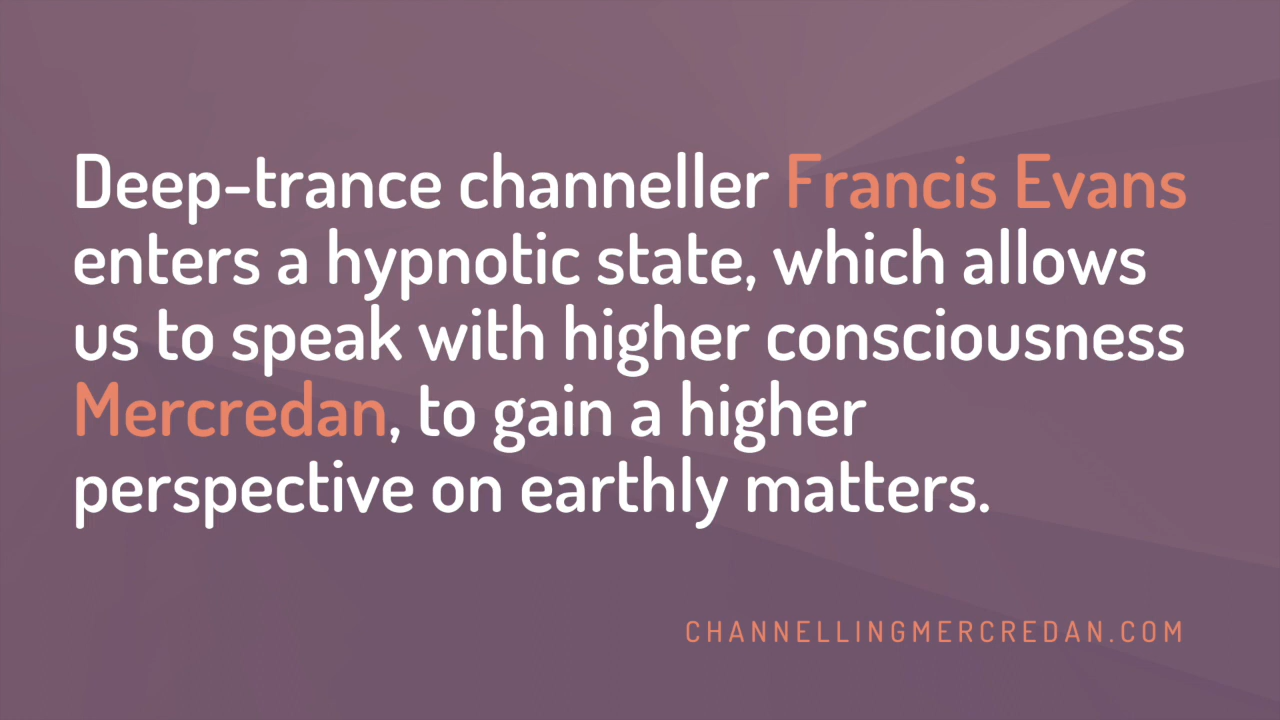 Deep-trance channeller Francis Evans
enters a hypnotic state, which allows
us to speak with higher consciousness
Mercredan, to gain a higher
perspective on earthly matters.
CHANNELLINGMERCREDAN.COM